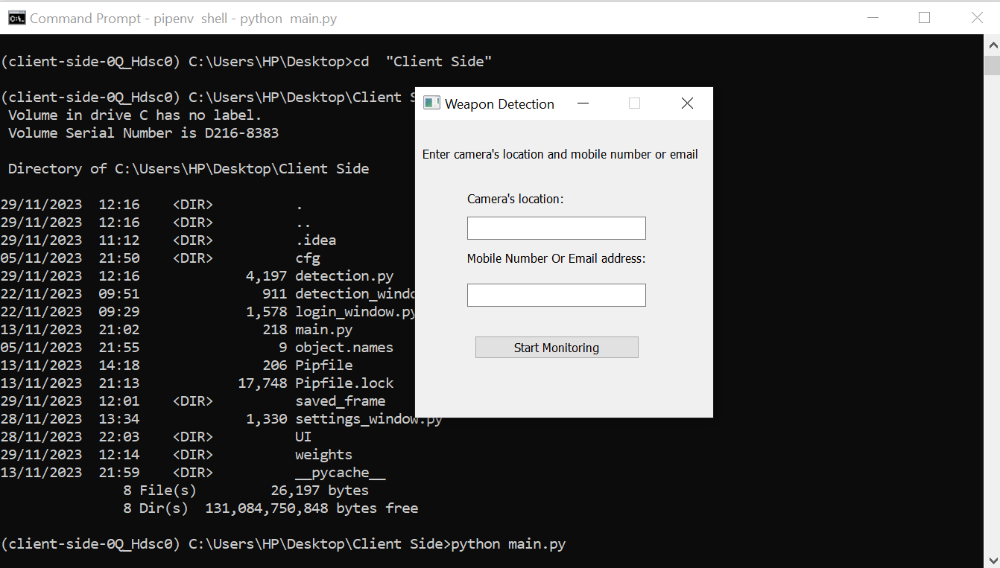 Command Prompt - pipenv  shell - python  main.py
(client-side-0Q_Hdsc0) C:\Users\HP\Desktop>cd  "Client Side"
(client-side-0Q_Hdsc0) C:\Users\HP\Desktop\Client
 Volume in drive C has no label.
 Volume Serial Number is D216-8383
 Directory of C:\Users\HP\Desktop\Client Side
29/11/2023  12:16    <DIR>          .
29/11/2023  12:16    <DIR>          ..
29/11/2023  11:12    <DIR>          .idea
05/11/2023  21:50    <DIR>          cfg
29/11/2023  12:16             4,197 detection.py
22/11/2023  09:51               911 detection_windo
22/11/2023  09:29             1,578 login_window.py
13/11/2023  21:02               218 main.py
05/11/2023  21:55                 9 object.names
13/11/2023  14:18               206 Pipfile
13/11/2023  21:13            17,748 Pipfile.lock
29/11/2023  12:01    <DIR>          saved_frame
28/11/2023  13:34             1,330 settings_window.py
28/11/2023  22:03    <DIR>          UI
29/11/2023  12:14    <DIR>          weights
13/11/2023  21:59    <DIR>          __pycache__
               8 File(s)         26,197 bytes
               8 Dir(s)  131,084,750,848 bytes free
(client-side-0Q_Hdsc0) C:\Users\HP\Desktop\Client Side>python main.py
Weapon Detection
Enter camera's location and mobile number or email
Camera's location:
Mobile Number Or Email address:
Start Monitoring